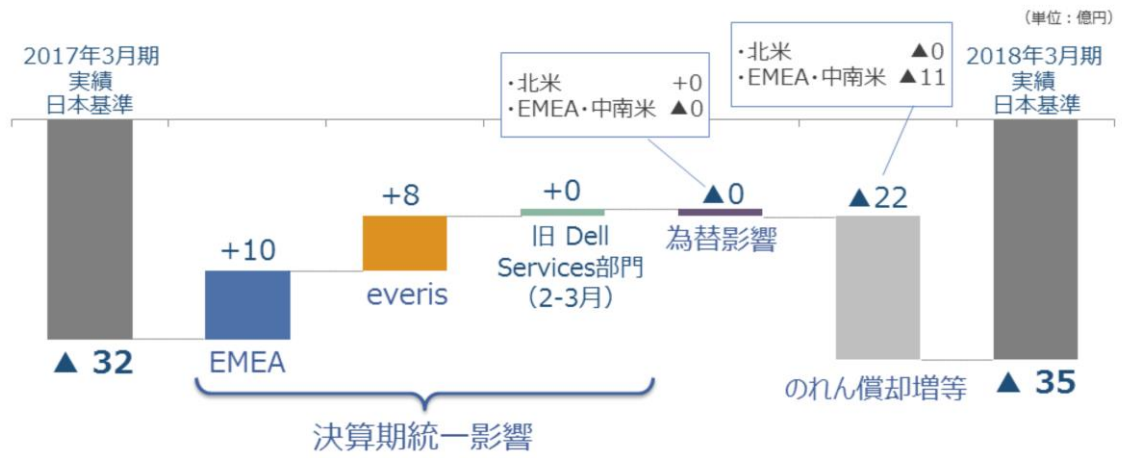 （単位：億円）
2017年3月期
実績
日本基準
・北米 +0
・EMEA・中南米 ▲0
・北米 ▲0
・EMEA・中南米 ▲11
2018年3月期
実績
日本基準
▲ 32
+10
EMEA
+8
everis
+0
旧 Dell
Services部門
（2-3月）
▲0
為替影響
▲22
のれん償却増等
▲ 35
決算期統一影響